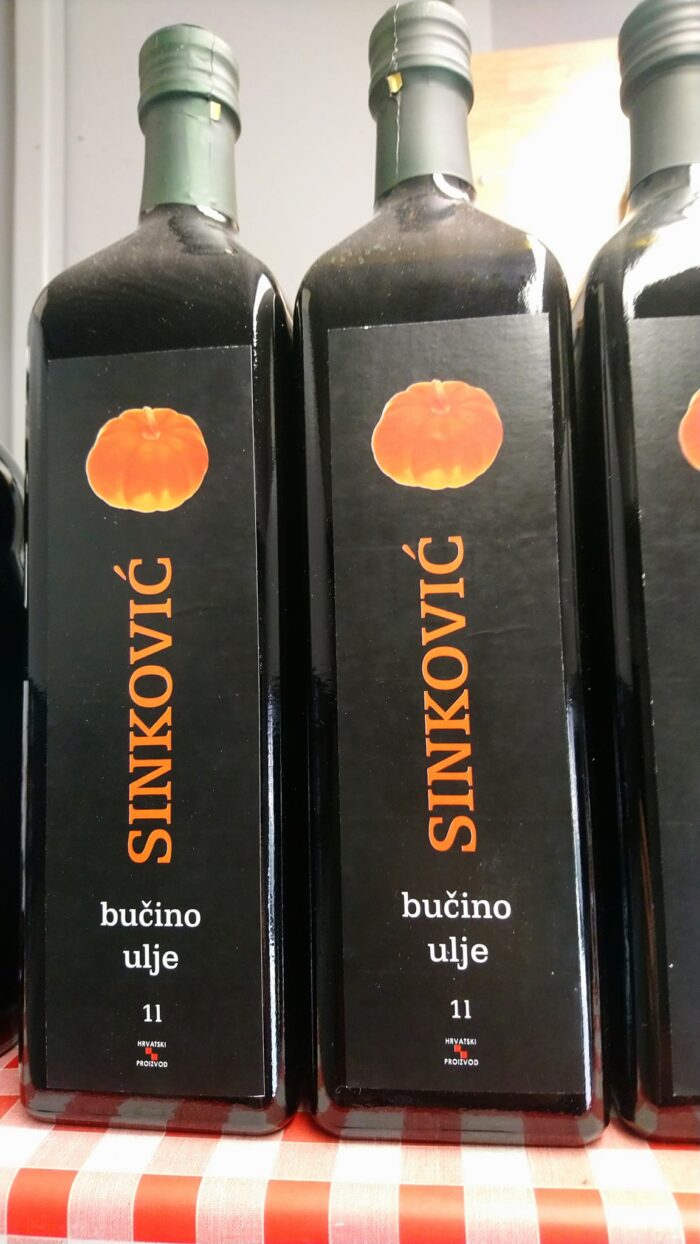 SINKOVIĆ
bučino
ulje
1l
HRVATSKI
PROIZVOD
SINKOVIĆ
bučino
ulje
1l
HRVATSKI
PROIZVOD